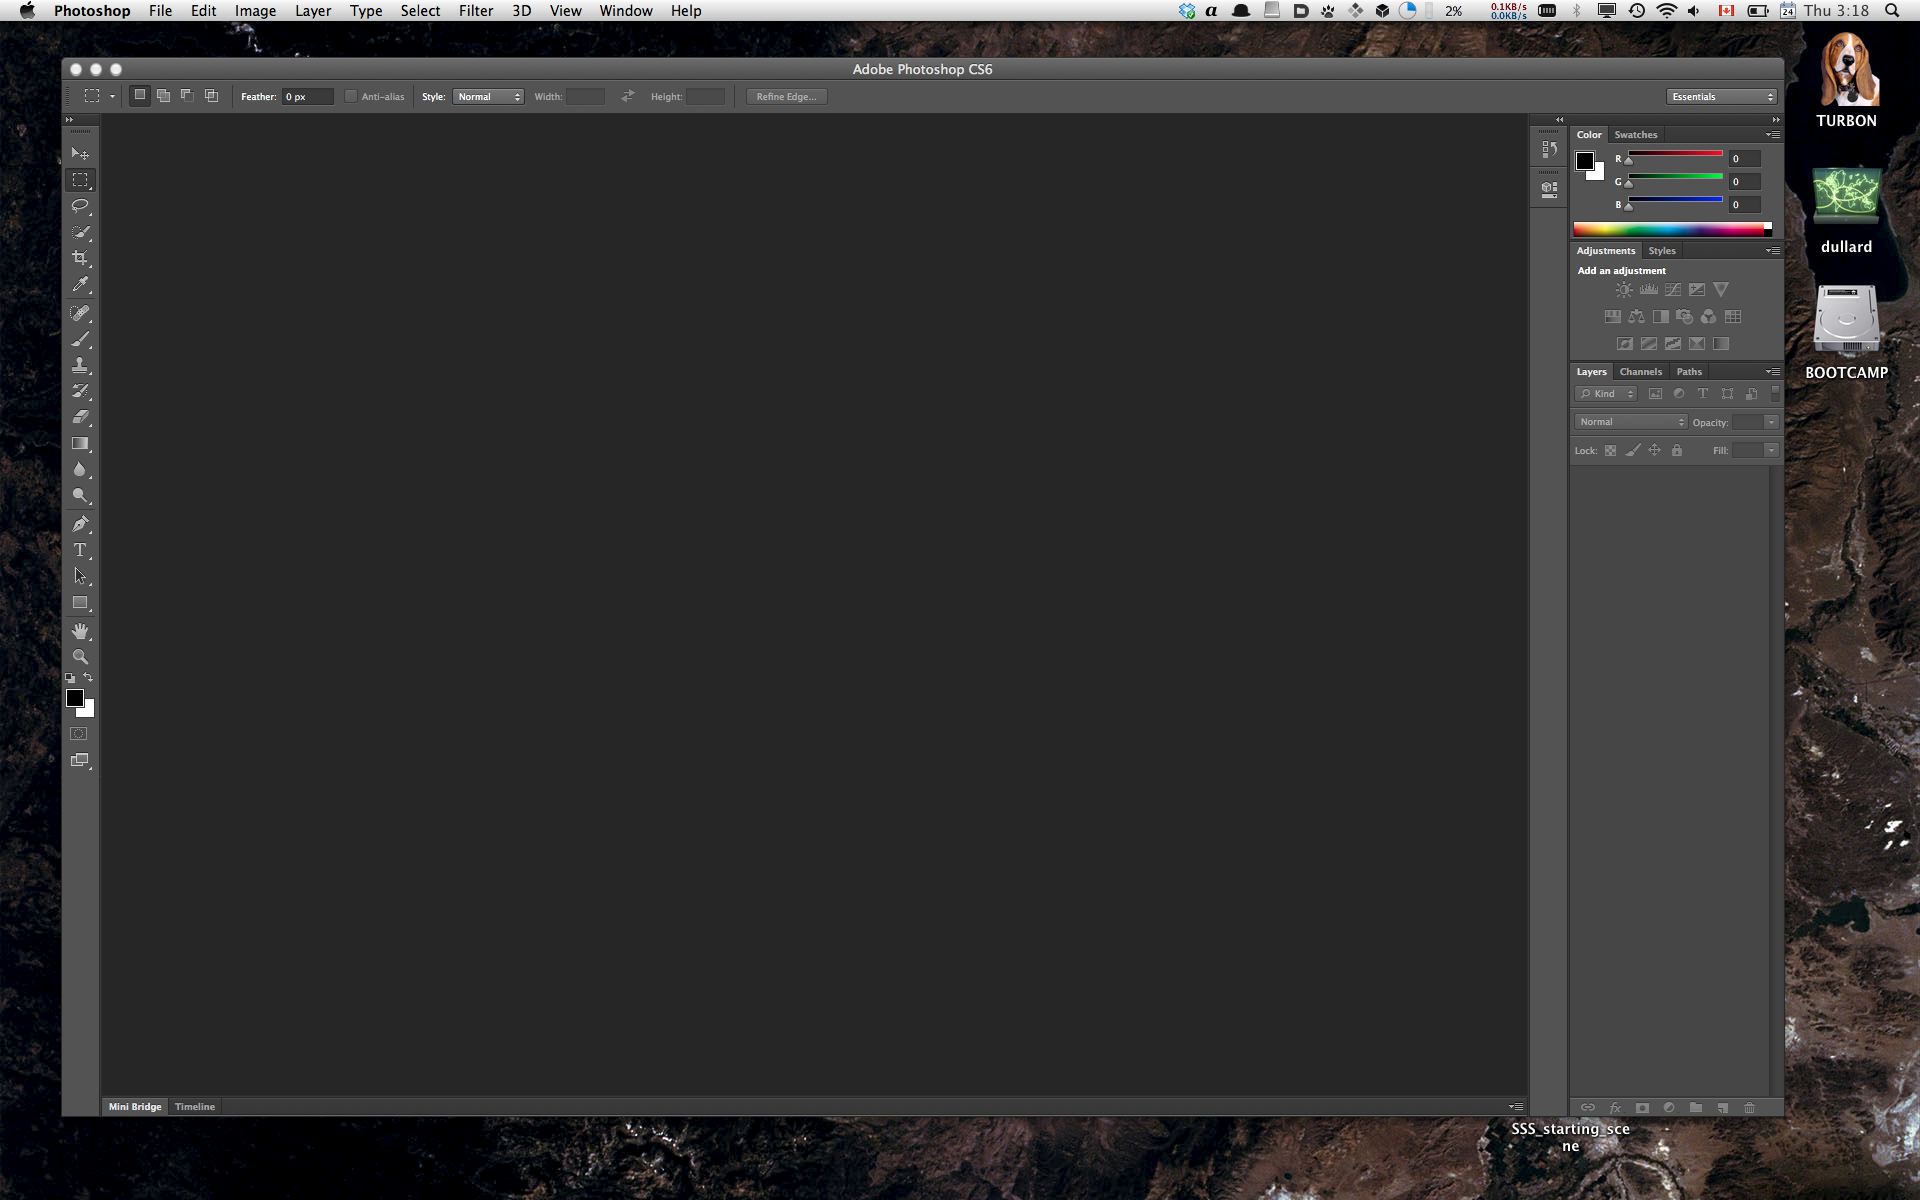 Photoshop File Edit Image Layer Type Select Filter 3D View Window Help
a 2% 0.1KB/s 24 Thu 3:18
0.0KB/s
Adobe Photoshop CS6
Feather: 0 px Anti-alias Style: Normal Width: Height: Refine Edge... Essentials
TURBON
Color Swatches
R 0
G 0
B 0
dullard
Adjustments Styles
Add an adjustment
BOOTCAMP
Layers Channels Paths
Kind T
Normal Opacity:
Lock: Fill:
T
Mini Bridge Timeline
fx
SSS_starting_sce
ne